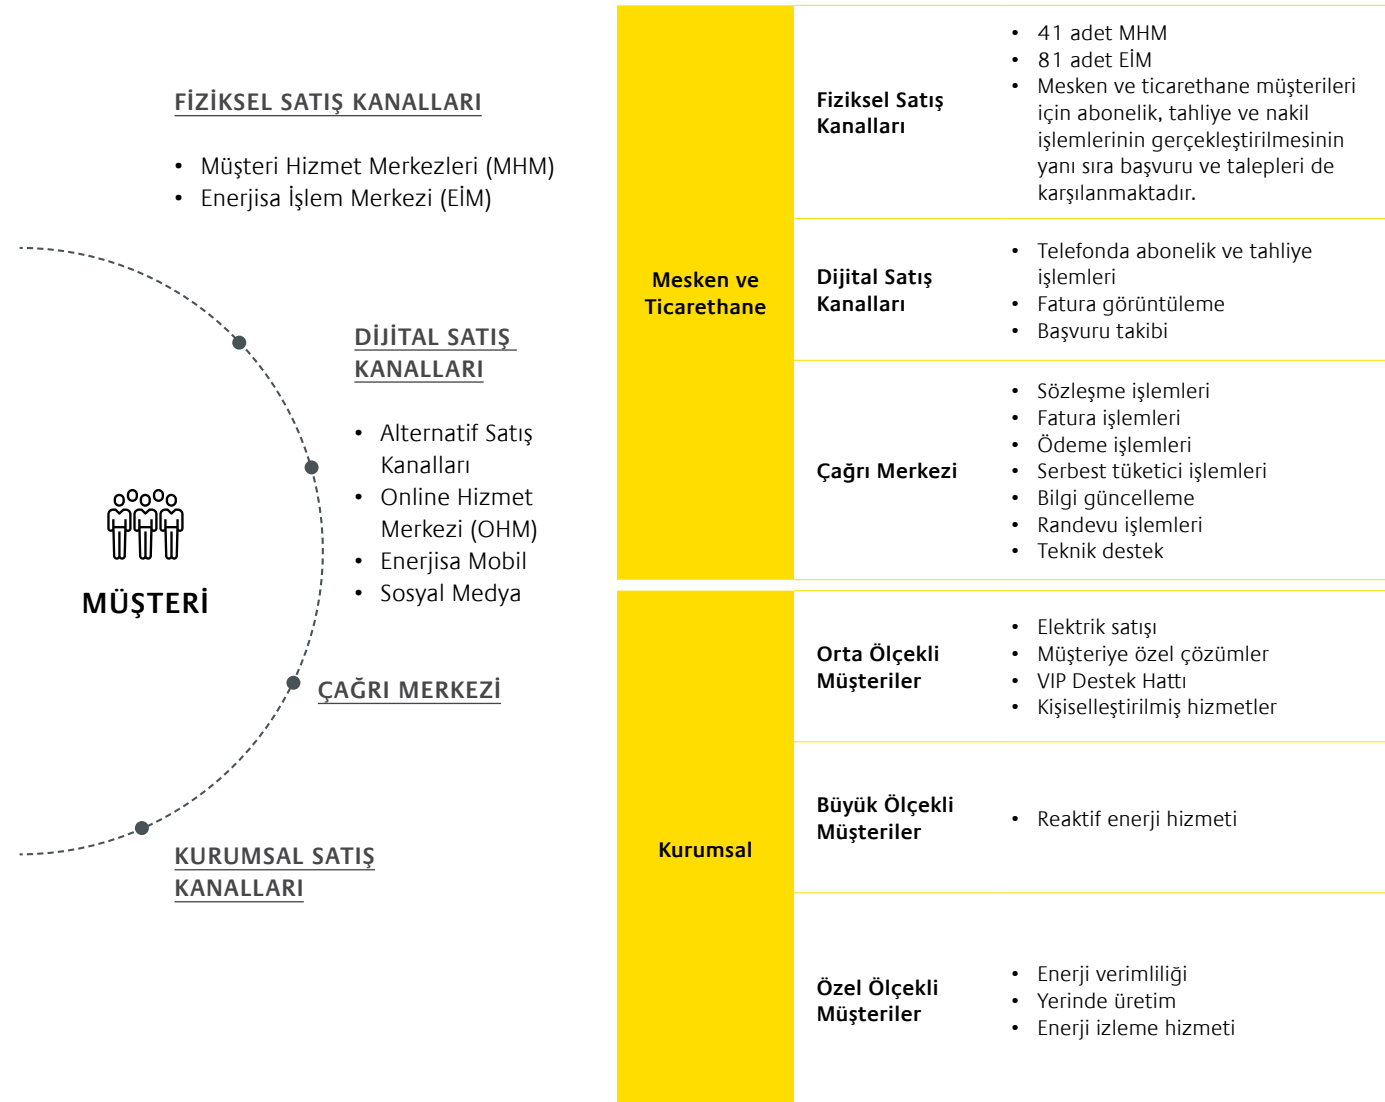 FİZİKSEL SATIŞ KANALLARI
• Müşteri Hizmet Merkezleri (MHM)
• Enerjisa İşlem Merkezi (EİM)
DİJİTAL SATIŞ
KANALLARI
• Alternatif Satış
Kanalları
• Online Hizmet
Merkezi (OHM)
• Enerjisa Mobil
• Sosyal Medya
MÜŞTERİ
ÇAĞRI MERKEZİ
KURUMSAL SATIŞ
KANALLARI
Mesken ve
Ticarethane
Fiziksel Satış
Kanalları
• 41 adet MHM
• 81 adet EİM
• Mesken ve ticarethane müşterileri
için abonelik, tahliye ve nakil
işlemlerinin gerçekleştirilmesinin
yanı sıra başvuru ve talepleri de
karşılanmaktadır.
Dijital Satış
Kanalları
• Telefonda abonelik ve tahliye
işlemleri
• Fatura görüntüleme
• Başvuru takibi
Çağrı Merkezi
• Sözleşme işlemleri
• Fatura işlemleri
• Ödeme işlemleri
• Serbest tüketici işlemleri
• Bilgi güncelleme
• Randevu işlemleri
• Teknik destek
Kurumsal
Orta Ölçekli
Müşteriler
• Elektrik satışı
• Müşteriye özel çözümler
• VIP Destek Hattı
• Kişiselleştirilmiş hizmetler
Büyük Ölçekli
Müşteriler
• Reaktif enerji hizmeti
Özel Ölçekli
Müşteriler
• Enerji verimliliği
• Yerinde üretim
• Enerji izleme hizmeti